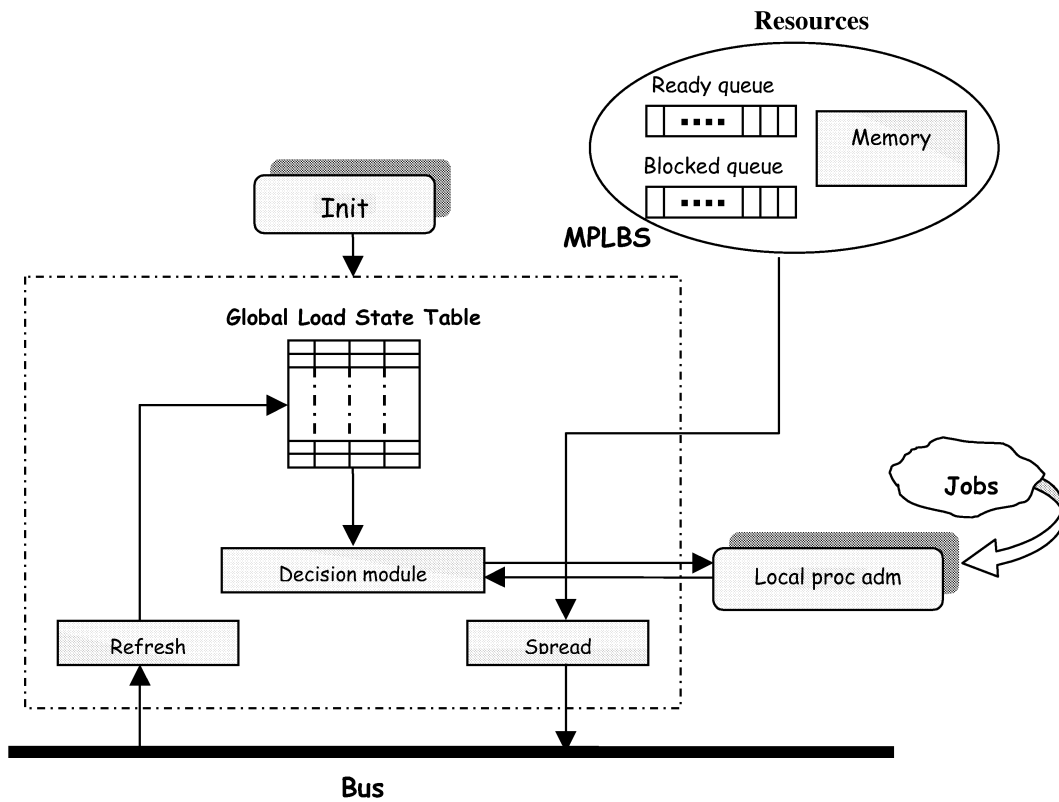 Resources
Ready queue
Memory
Blocked queue
Init
MPLBS
Global Load State Table
Jobs
Decision module
Local proc adm
Refresh
Spread
Bus